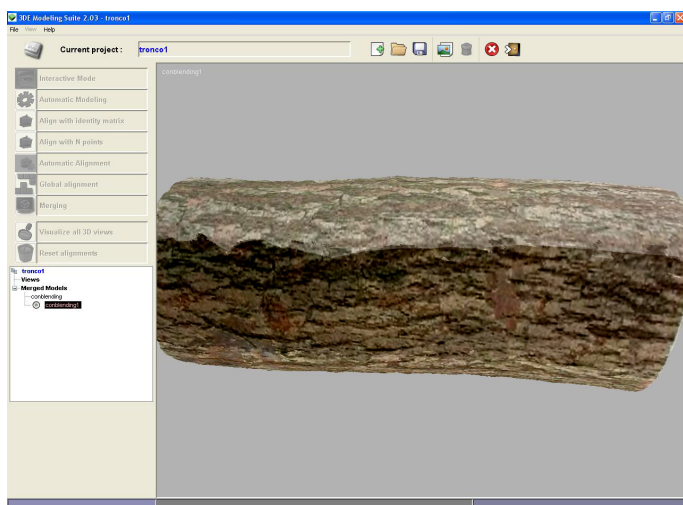 3DE Modeling Suite 2.03 - tronco1
File View Help
Current project : tronco1
conblending1
Interactive Mode
Automatic Modeling
Align with identity matrix
Align with N points
Automatic Alignment
Global alignment
Merging
Visualize all 3D views
Reset alignments
tronco1
Views
Merged Models
conblending
conblending1